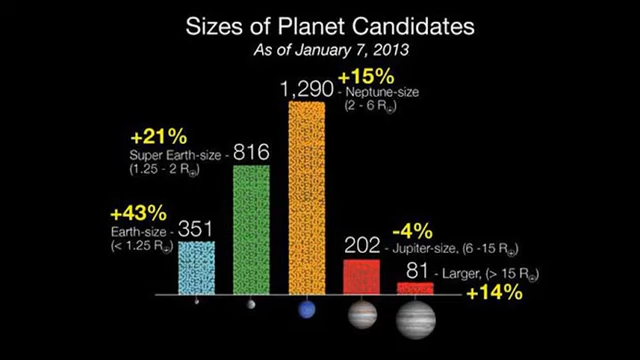 Sizes of Planet Candidates
As of January 7, 2013
+15%
1,290 - Neptune-size
(2 - 6 R⊕)
+21%
Super Earth-size - 816
(1.25 - 2 R⊕)
+43%
Earth-size - 351
(< 1.25 R⊕)
-4%
202 - Jupiter-size, (6 -15 R⊕)
81 - Larger, (> 15 R⊕)
+14%